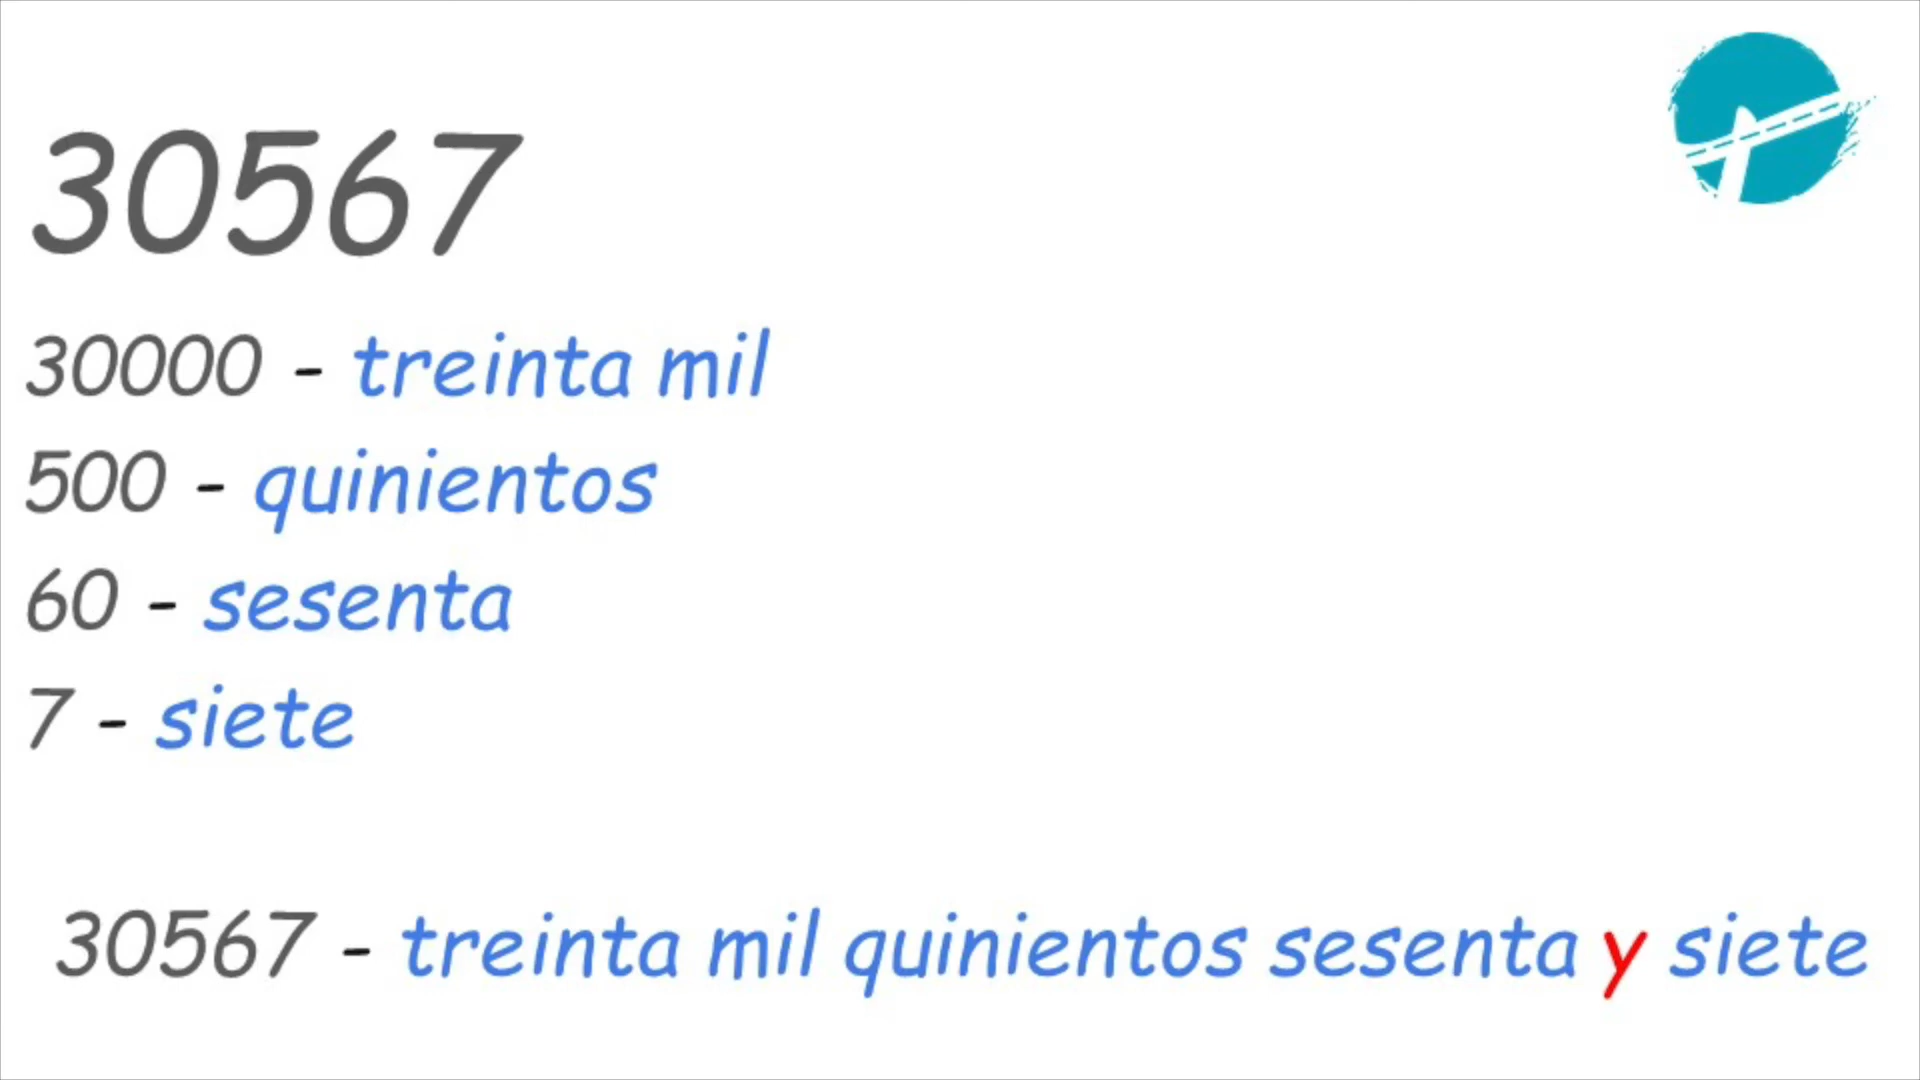 30567
30000 - treinta mil
500 - quinientos
60 - sesenta
7 - siete
30567 - treinta mil quinientos sesenta y siete